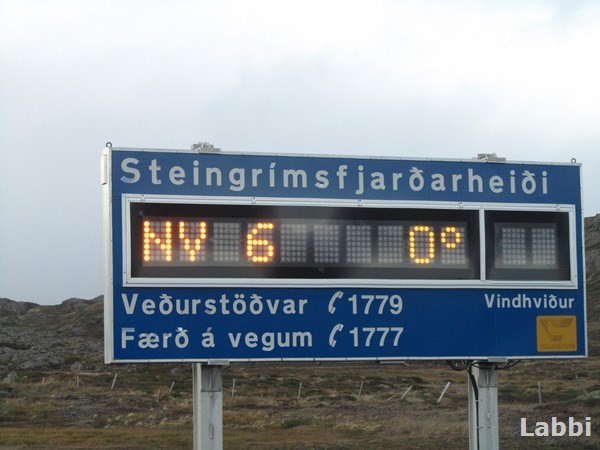 Steingrímsfjarðarheiði
NV 6 0°
Veðurstöðvar 1779 Vindhviður
Færð á vegum 1777
Labbi